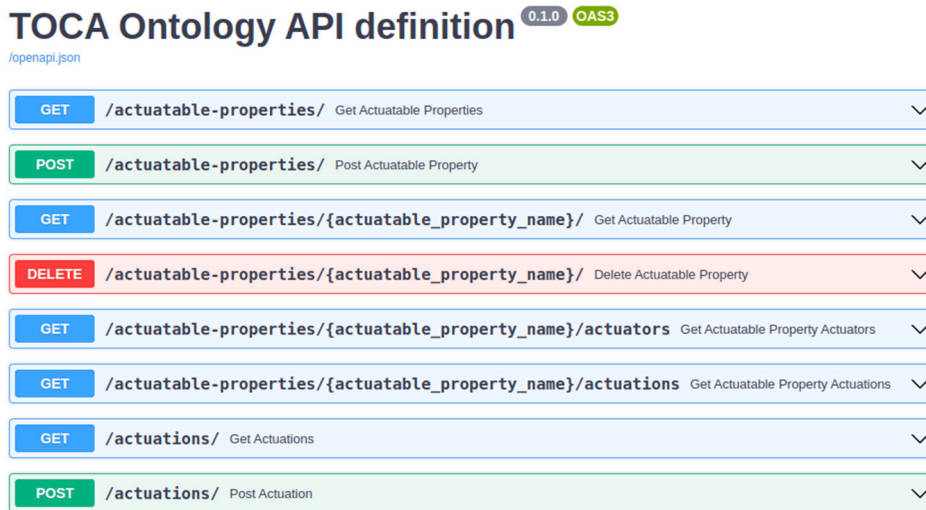 TOCA Ontology API definition 0.1.0 OAS3
/openapi.json
GET /actuatable-properties/ Get Actuatable Properties
POST /actuatable-properties/ Post Actuatable Property
GET /actuatable-properties/{actuatable_property_name}/ Get Actuatable Property
DELETE /actuatable-properties/{actuatable_property_name}/ Delete Actuatable Property
GET /actuatable-properties/{actuatable_property_name}/actuators Get Actuatable Property Actuators
GET /actuatable-properties/{actuatable_property_name}/actuations Get Actuatable Property Actuations
GET /actuations/ Get Actuations
POST /actuations/ Post Actuation